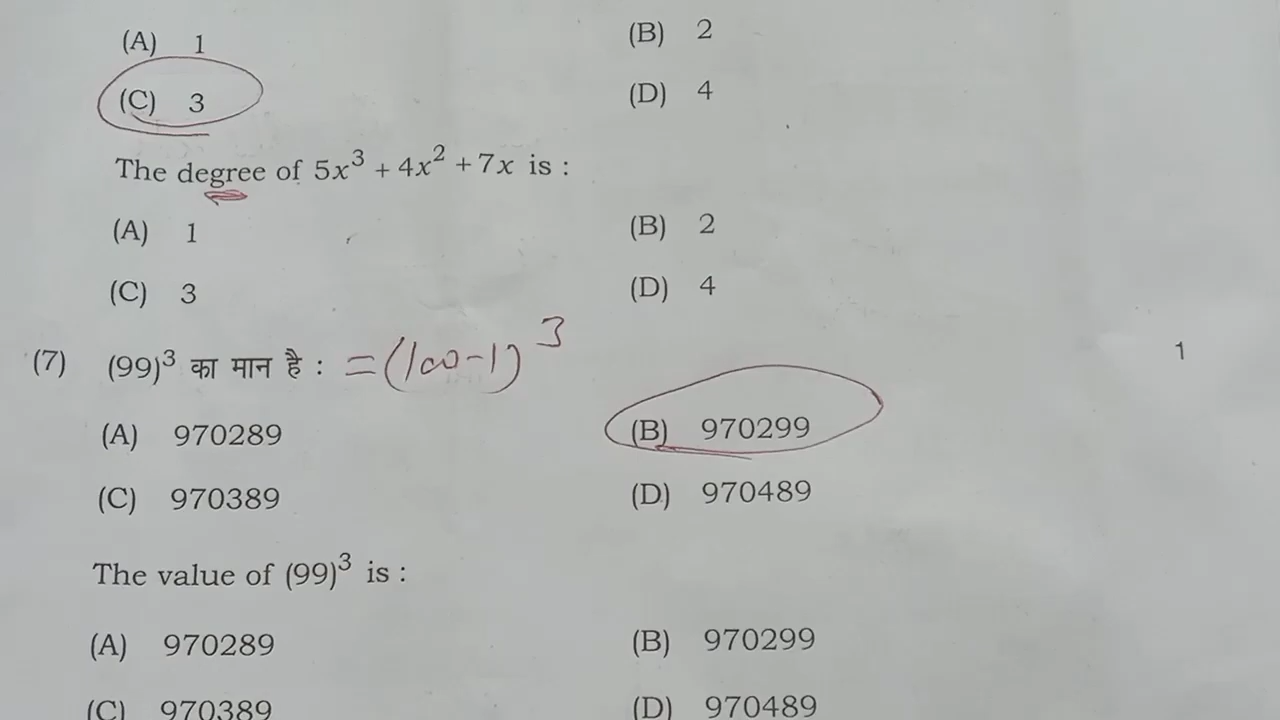 (A) 1 (B) 2
(C) 3 (D) 4
The degree of 5x³ + 4x² + 7x is :
(A) 1 (B) 2
(C) 3 (D) 4
(7) (99)³ का मान है : = (100-1)³ 1
(A) 970289 (B) 970299
(C) 970389 (D) 970489
The value of (99)³ is :
(A) 970289 (B) 970299
(C) 970389 (D) 970489